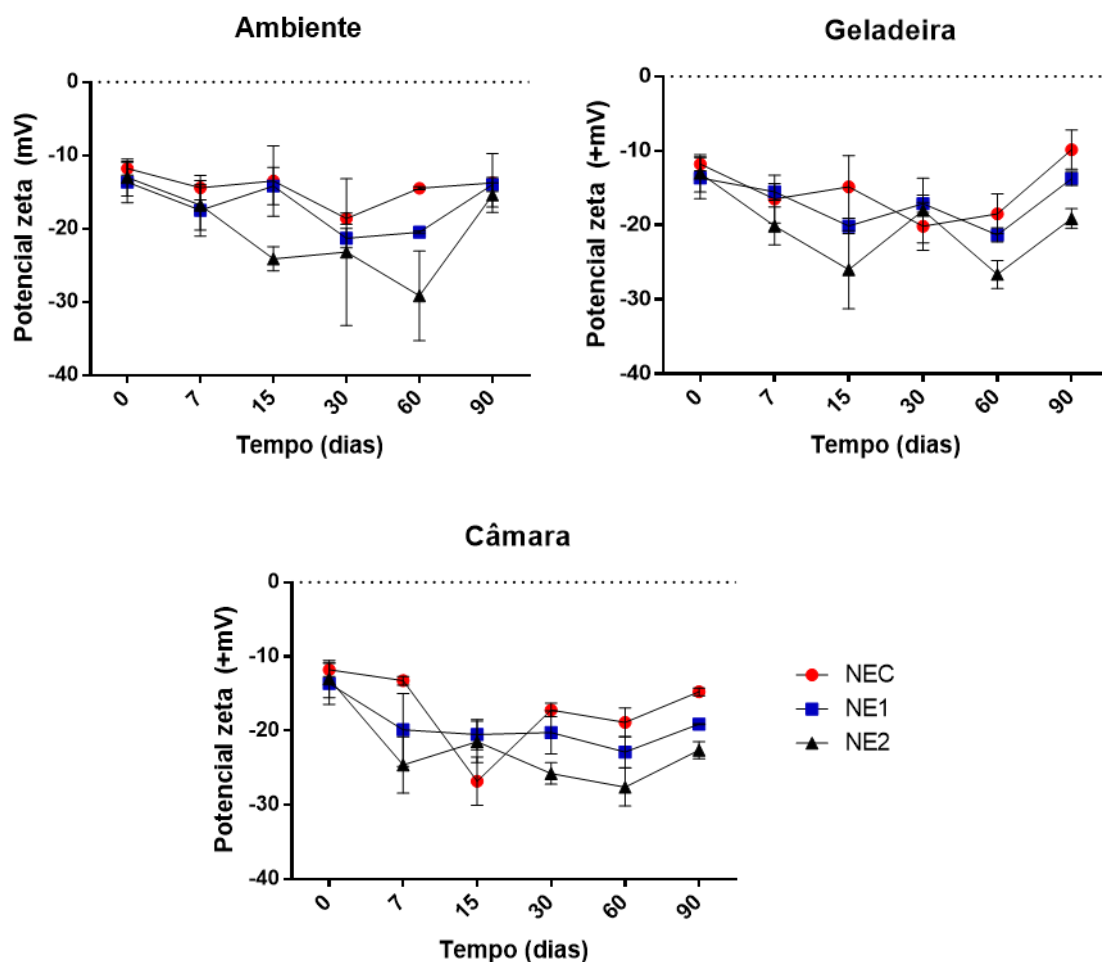 Ambiente
Potencial zeta (mV)
0
-10
-20
-30
-40
0
7
15
30
60
90
Tempo (dias)
Geladeira
Potencial zeta (+mV)
0
-10
-20
-30
-40
0
7
15
30
60
90
Tempo (dias)
Câmara
Potencial zeta (+mV)
0
-10
-20
-30
-40
0
7
15
30
60
90
Tempo (dias)
NEC
NE1
NE2